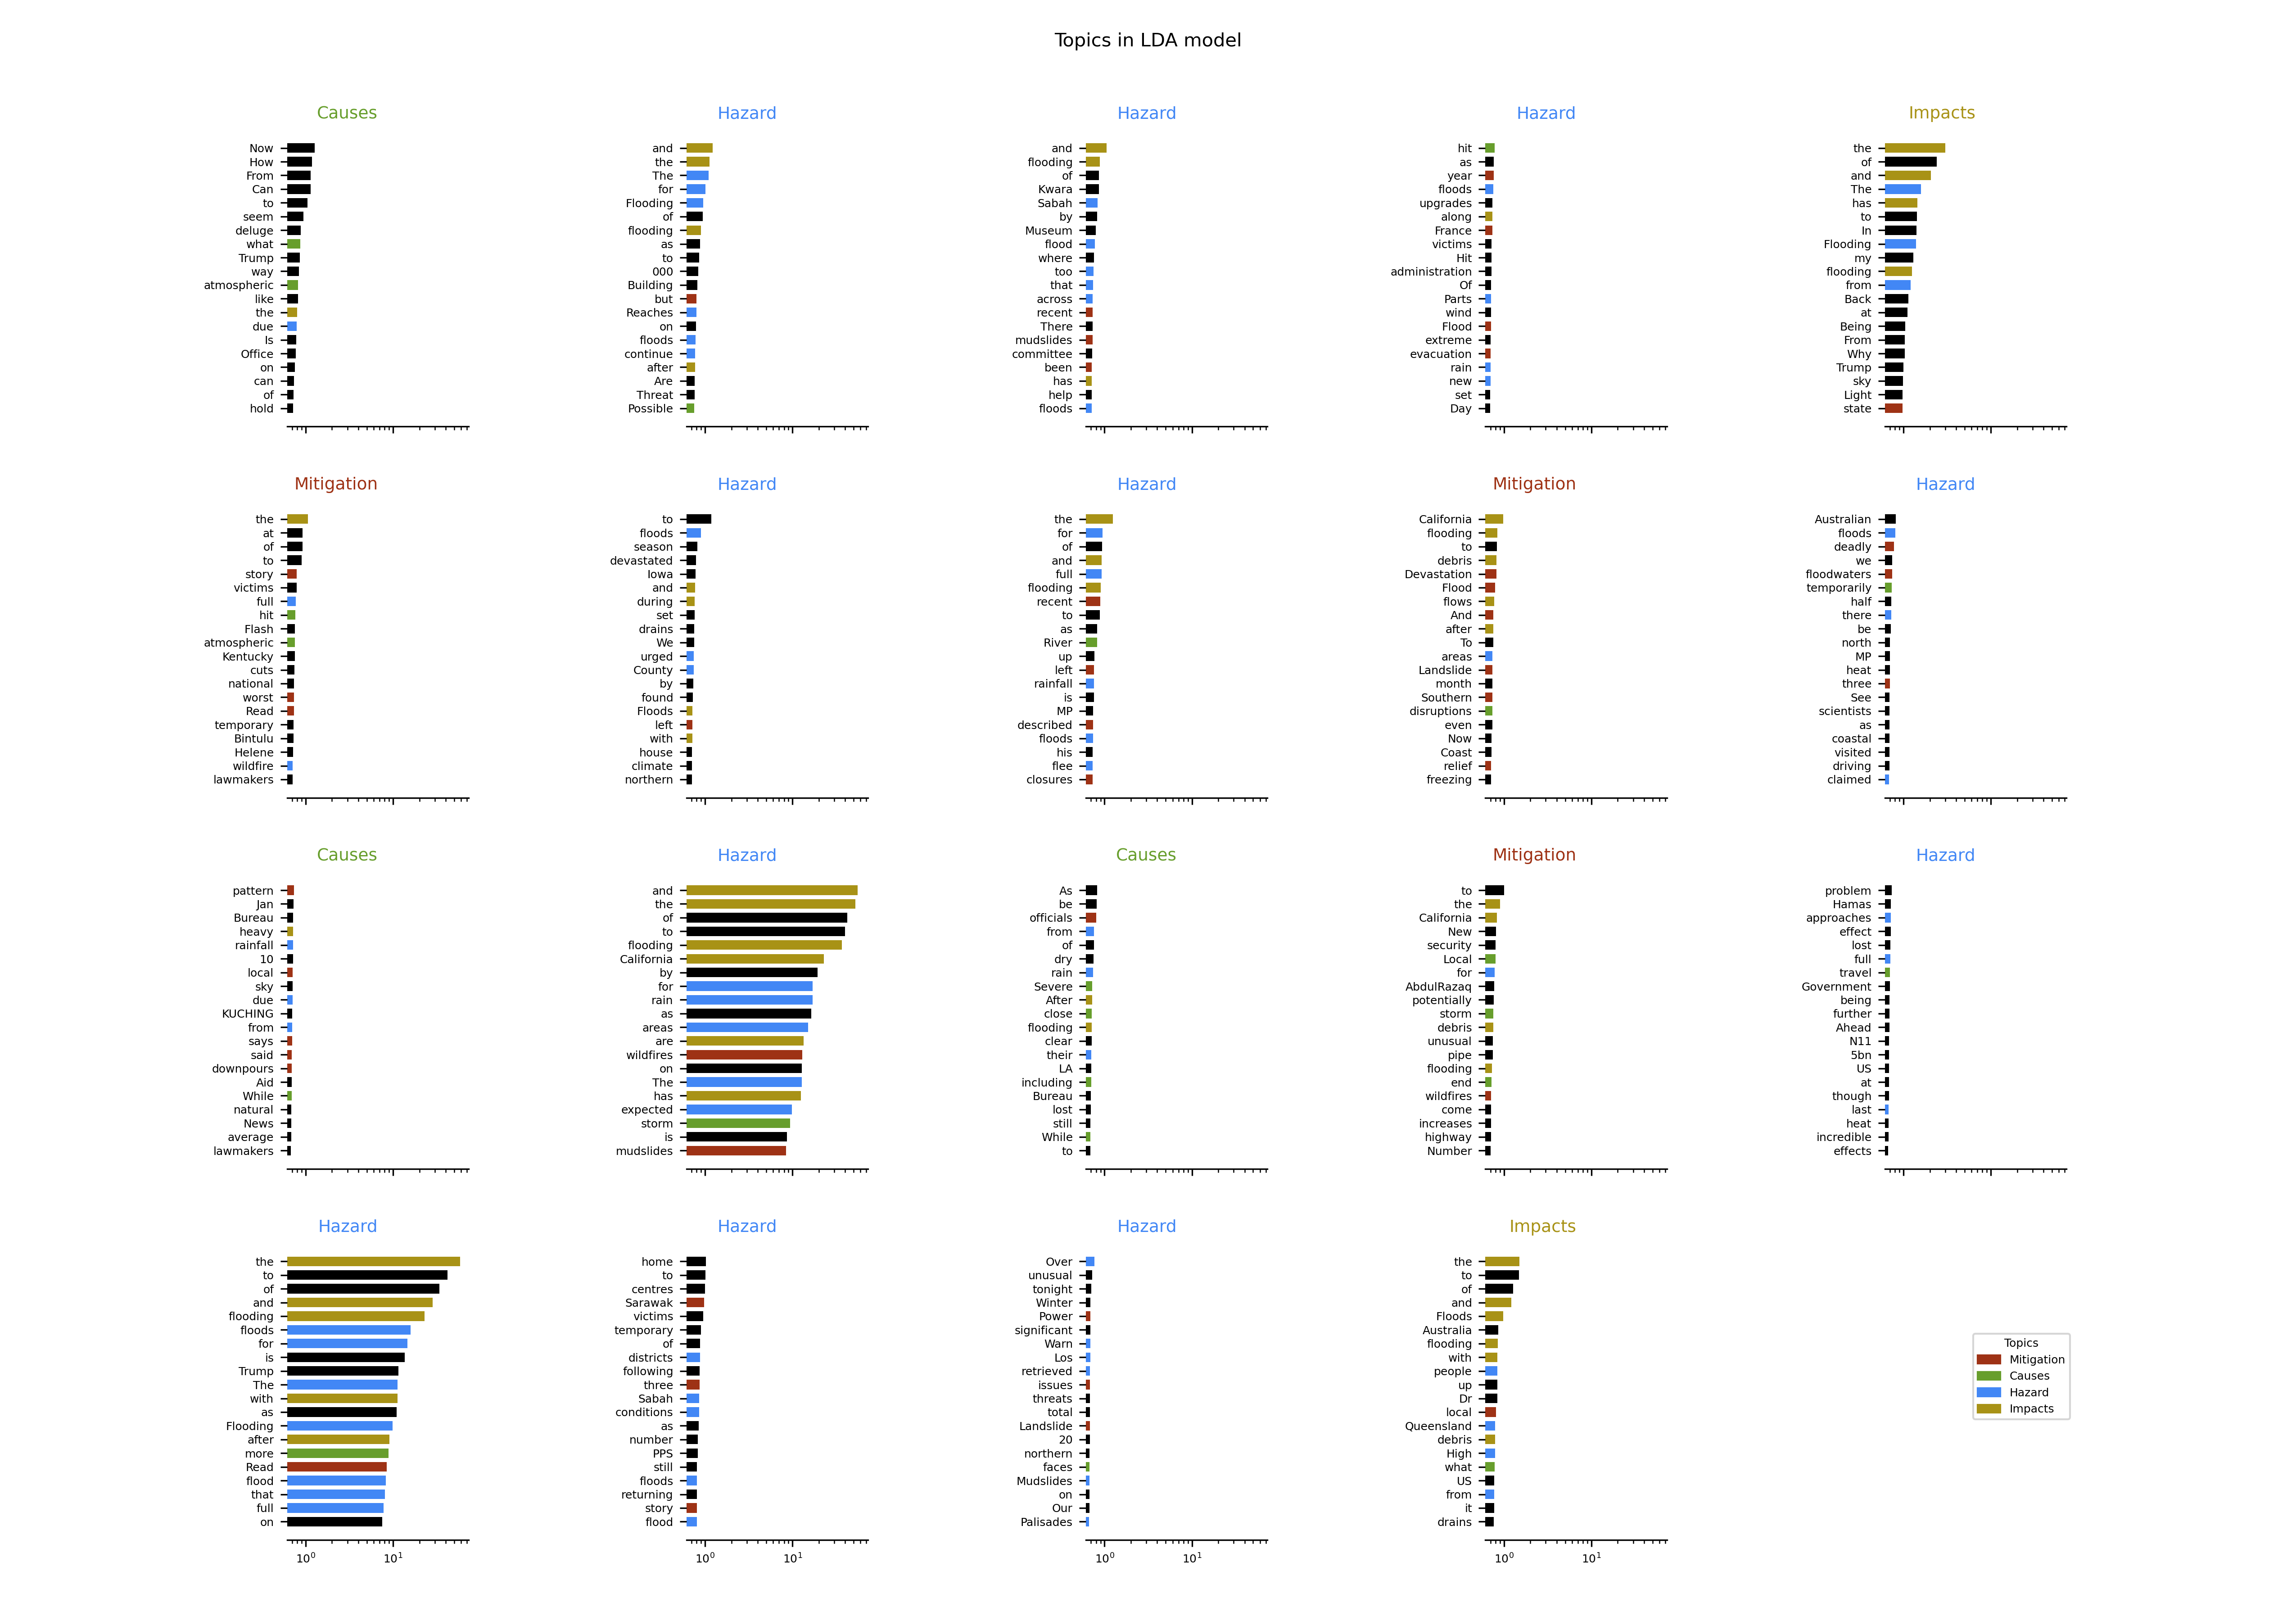 Topics in LDA model
Causes
Now
How
From
Can
to
seem
deluge
what
Trump
way
atmospheric
like
the
due
Is
Office
on
can
of
hold
Hazard
and
the
The
for
Flooding
of
flooding
as
to
000
Building
but
Reaches
on
floods
continue
after
Are
Threat
Possible
Hazard
and
flooding
of
Kwara
Sabah
by
Museum
flood
where
too
that
across
recent
There
mudslides
committee
been
has
help
floods
Hazard
hit
as
year
floods
upgrades
along
France
victims
Hit
administration
Of
Parts
wind
Flood
extreme
evacuation
rain
new
set
Day
Impacts
the
of
and
The
has
to
In
Flooding
my
flooding
from
Back
at
Being
From
Why
Trump
sky
Light
state
Mitigation
the
at
of
to
story
victims
full
hit
Flash
atmospheric
Kentucky
cuts
national
worst
Read
temporary
Bintulu
Helene
wildfire
lawmakers
Hazard
to
floods
season
devastated
Iowa
and
during
set
drains
We
urged
County
by
found
Floods
left
with
house
climate
northern
Hazard
the
for
of
and
full
flooding
recent
to
as
River
up
left
rainfall
is
MP
described
floods
his
flee
closures
Mitigation
California
flooding
to
debris
Devastation
Flood
flows
And
after
To
areas
Landslide
month
Southern
disruptions
even
Now
Coast
relief
freezing
Hazard
Australian
floods
deadly
we
floodwaters
temporarily
half
there
be
north
MP
heat
three
See
scientists
as
coastal
visited
driving
claimed
Causes
pattern
Jan
Bureau
heavy
rainfall
10
local
sky
due
KUCHING
from
says
said
downpours
Aid
While
natural
News
average
lawmakers
Hazard
and
the
of
to
flooding
California
by
for
rain
as
areas
are
wildfires
on
The
has
expected
storm
is
mudslides
Causes
As
be
officials
from
of
dry
rain
Severe
After
close
flooding
clear
their
LA
including
Bureau
lost
still
While
to
Mitigation
to
the
California
New
security
Local
for
AbdulRazaq
potentially
storm
debris
unusual
pipe
flooding
end
wildfires
come
increases
highway
Number
Hazard
problem
Hamas
approaches
effect
lost
full
travel
Government
being
further
Ahead
N11
5bn
US
at
though
last
heat
incredible
effects
Hazard
the
to
of
and
flooding
floods
for
is
Trump
The
with
as
Flooding
after
more
Read
flood
that
full
on
10⁰ 10¹
Hazard
home
to
centres
Sarawak
victims
temporary
of
districts
following
three
Sabah
conditions
as
number
PPS
still
floods
returning
story
flood
10⁰ 10¹
Hazard
Over
unusual
tonight
Winter
Power
significant
Warn
Los
retrieved
issues
threats
total
Landslide
20
northern
faces
Mudslides
on
Our
Palisades
10⁰ 10¹
Impacts
the
to
of
and
Floods
Australia
flooding
with
people
up
Dr
local
Queensland
debris
High
what
US
from
it
drains
10⁰ 10¹
Topics
Mitigation
Causes
Hazard
Impacts